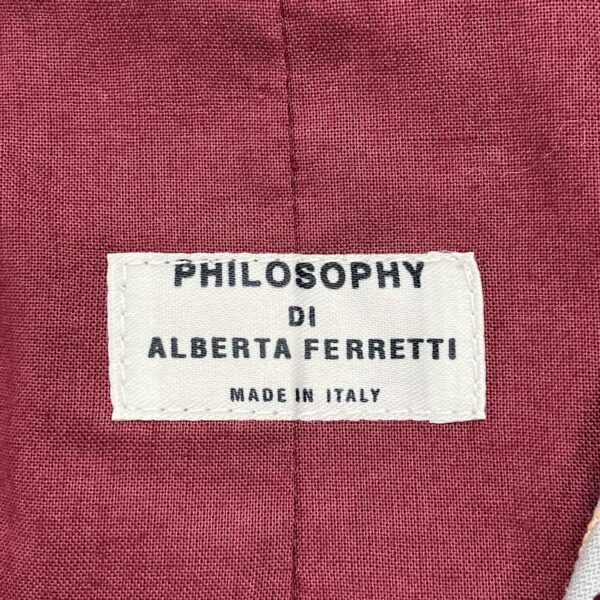 PHILOSOPHY
DI
ALBERTA FERRETTI
MADE IN ITALY